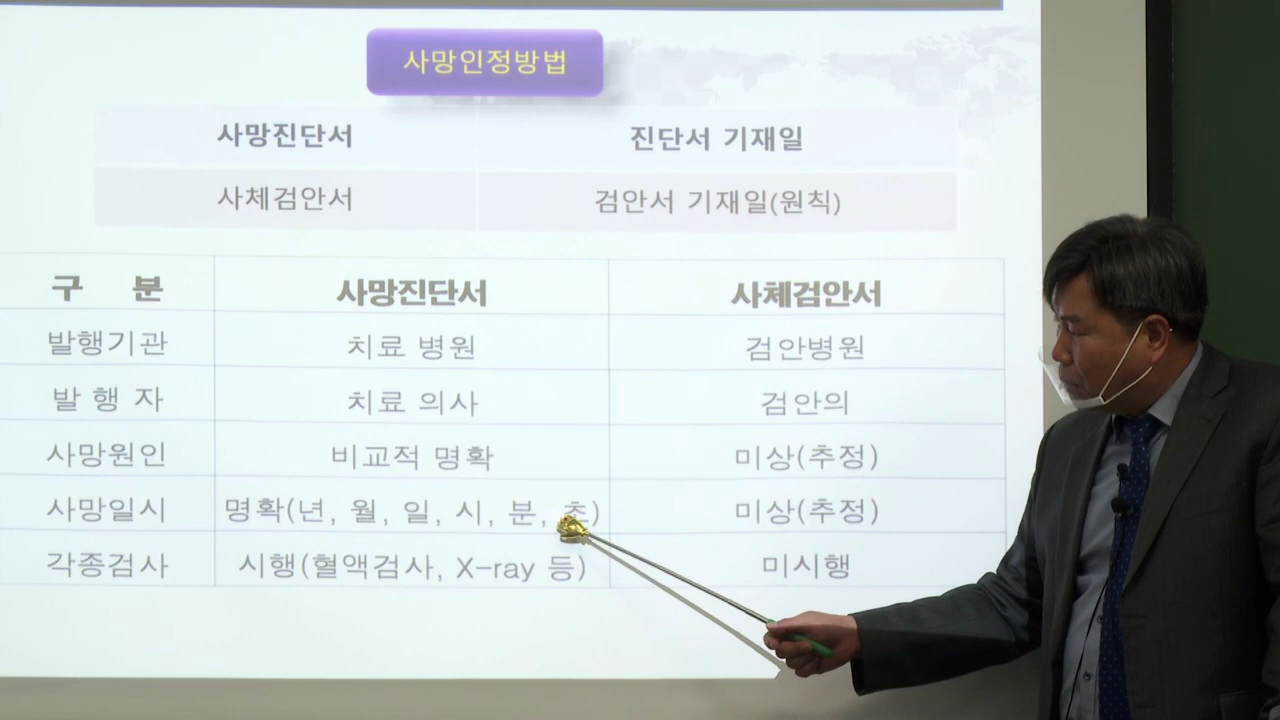 사망인정방법
사망진단서 진단서 기재일
사체검안서 검안서 기재일(원칙)
구 분 사망진단서 사체검안서
발행기관 치료 병원 검안병원
발 행 자 치료 의사 검안의
사망원인 비교적 명확 미상(추정)
사망일시 명확(년, 월, 일, 시, 분, 초) 미상(추정)
각종검사 시행(혈액검사, X-ray 등) 미시행